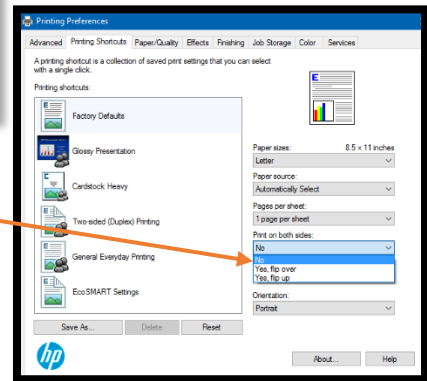 Printing Preferences
Advanced Printing Shortcuts Paper/Quality Effects Finishing Job Storage Color Services
A printing shortcut is a collection of saved print settings that you can select
with a single click.
Printing shortcuts:
Factory Defaults
Glossy Presentation
Cardstock Heavy
Two-sided (Duplex) Printing
General Everyday Printing
EcoSMART Settings
Save As... Delete Reset
E
Paper sizes: 8.5 × 11 inches
Letter
Paper source:
Automatically Select
Pages per sheet:
1 page per sheet
Print on both sides:
No
No
Yes, flip over
Yes, flip up
Orientation:
Portrait
hp
About... Help